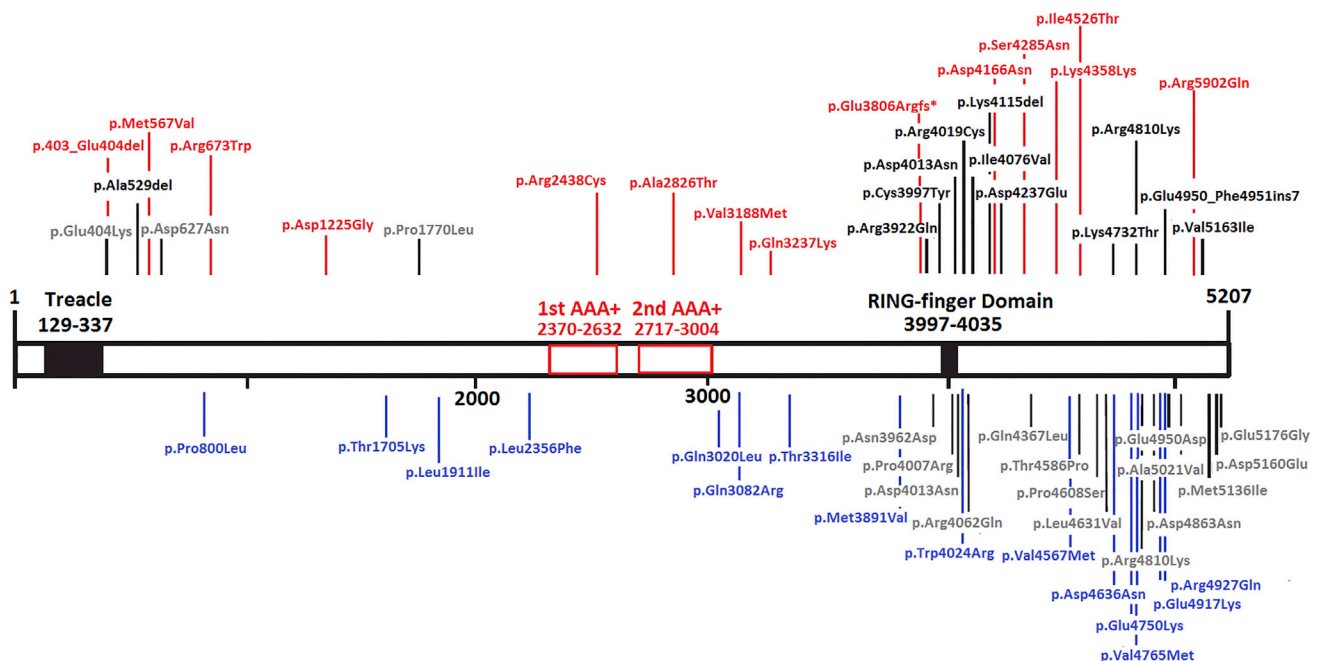 p.Ile4526Thr
p.Ser4285Asn
p.Asp4166Asn
p.Lys4358Lys
p.Arg5902Gln
p.Glu3806Argfs*
p.Lys4115del
p.Met567Val
p.Arg4019Cys
p.Arg4810Lys
p.403_Glu404del
p.Arg673Trp
p.Asp4013Asn
p.Ile4076Val
p.Ala529del
p.Arg2438Cys
p.Ala2826Thr
p.Cys3997Tyr
p.Asp4237Glu
p.Glu4950_Phe4951ins7
p.Val3188Met
p.Glu404Lys
p.Asp627Asn
p.Asp1225Gly
p.Pro1770Leu
p.Gln3237Lys
p.Arg3922Gln
p.Lys4732Thr
p.Val5163Ile
1
Treacle
129-337
1st AAA+
2370-2632
2nd AAA+
2717-3004
RING-finger Domain
3997-4035
5207
2000
3000
p.Pro800Leu
p.Thr1705Lys
p.Leu2356Phe
p.Leu1911Ile
p.Gln3020Leu
p.Thr3316Ile
p.Gln3082Arg
p.Asn3962Asp
p.Gln4367Leu
p.Glu4950Asp
p.Glu5176Gly
p.Pro4007Arg
p.Thr4586Pro
p.Ala5021Val
p.Asp5160Glu
p.Asp4013Asn
p.Pro4608Ser
p.Met5136Ile
p.Met3891Val
p.Arg4062Gln
p.Leu4631Val
p.Asp4863Asn
p.Trp4024Arg
p.Val4567Met
p.Arg4810Lys
p.Asp4636Asn
p.Arg4927Gln
p.Glu4917Lys
p.Glu4750Lys
p.Val4765Met